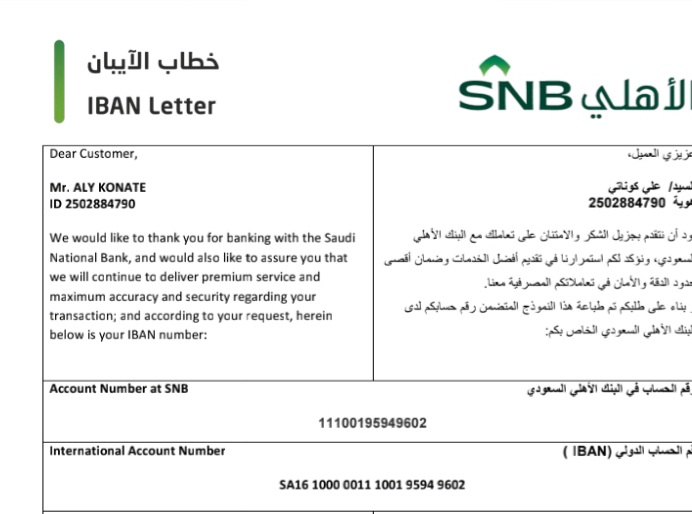 خطاب الآيبان
IBAN Letter
SNB الأهلي
Dear Customer,
Mr. ALY KONATE
ID 2502884790
We would like to thank you for banking with the Saudi
National Bank, and would also like to assure you that
we will continue to deliver premium service and
maximum accuracy and security regarding your
transaction; and according to your request, herein
below is your IBAN number:
عزيزي العميل،
السيد/ علي كوناتي
هوية 2502884790
نود أن نتقدم بجزيل الشكر والامتنان على تعاملك مع البنك الأهلي
السعودي، ونؤكد لكم استمرارنا في تقديم أفضل الخدمات وضمان أقصى
حدود الدقة والأمان في تعاملاتكم المصرفية معنا.
و بناء على طلبكم تم طباعة هذا النموذج المتضمن رقم حسابكم لدى
البنك الأهلي السعودي الخاص بكم:
Account Number at SNB
رقم الحساب في البنك الأهلي السعودي
11100195949602
International Account Number
رقم الحساب الدولي (IBAN )
SA16 1000 0011 1001 9594 9602